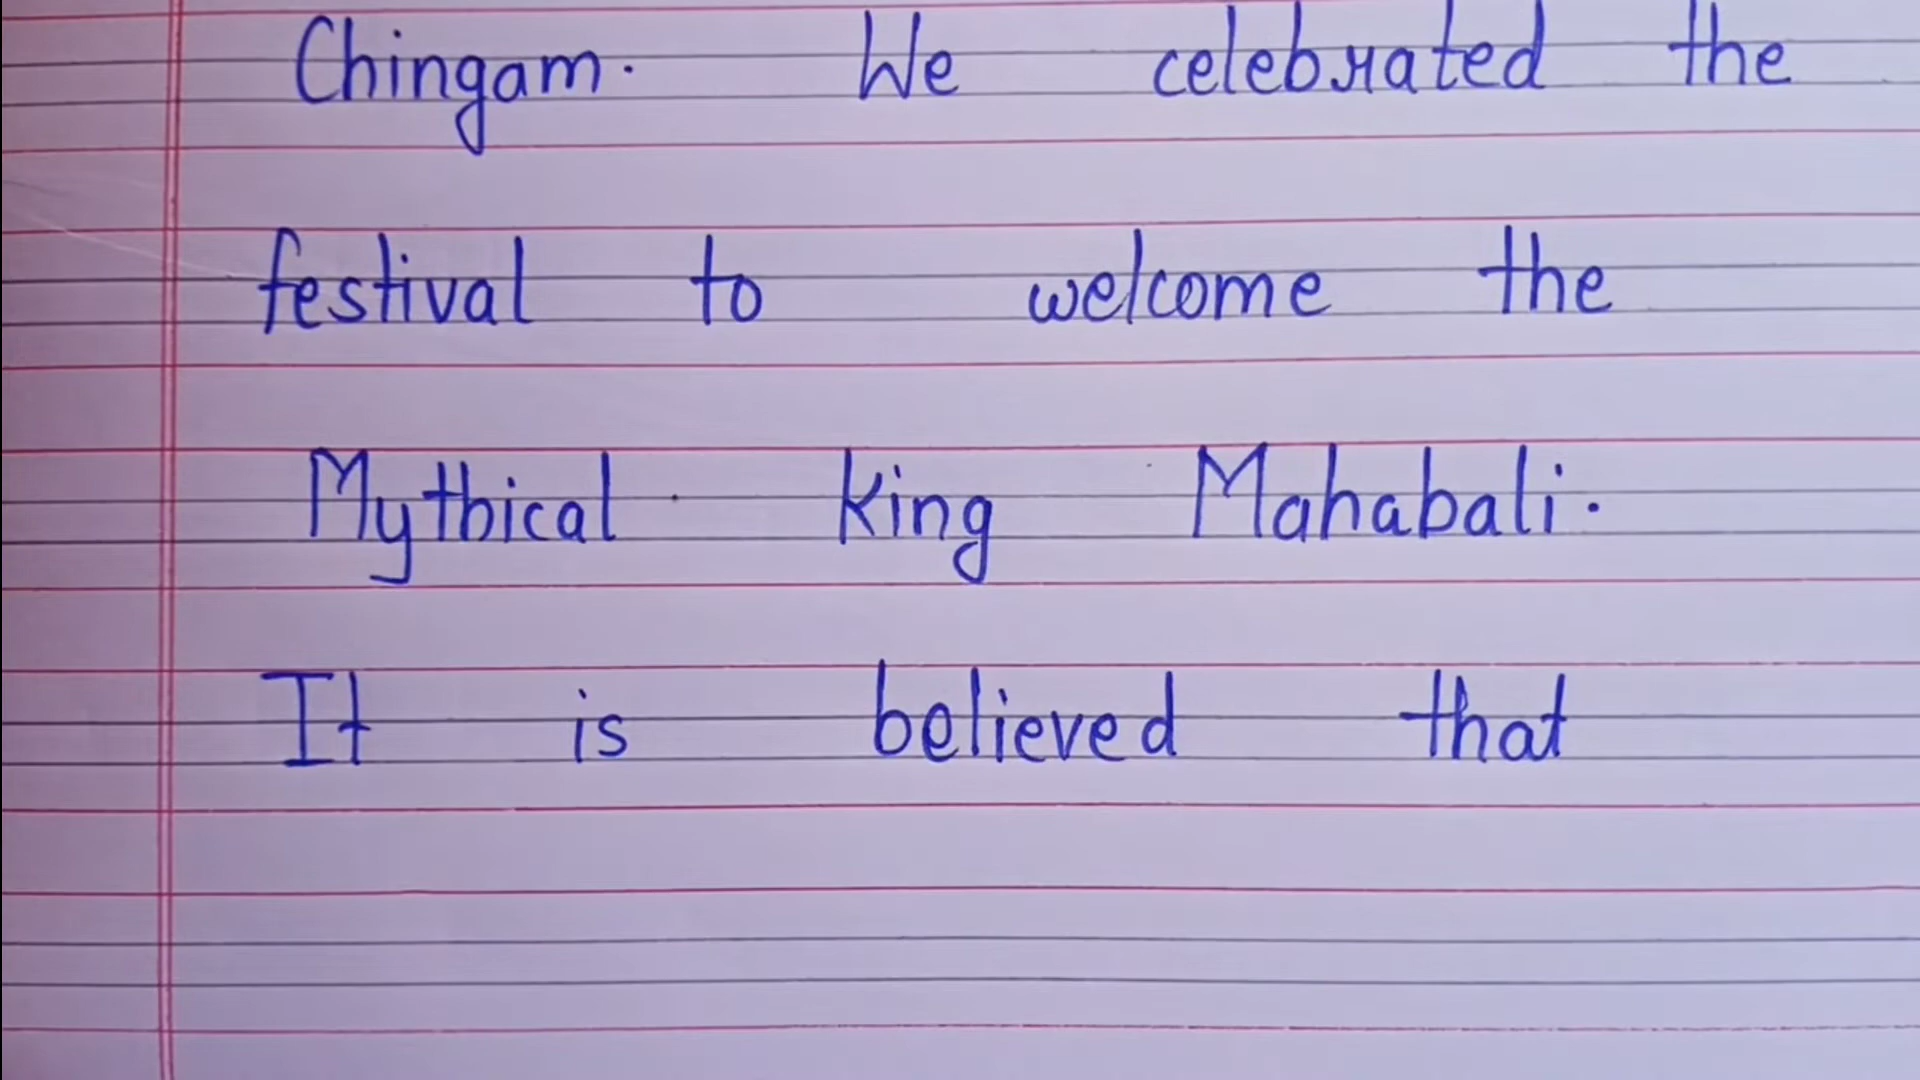 Chingam. We celebrated the
festival to welcome the
Mythical king Mahabali.
It is believed that